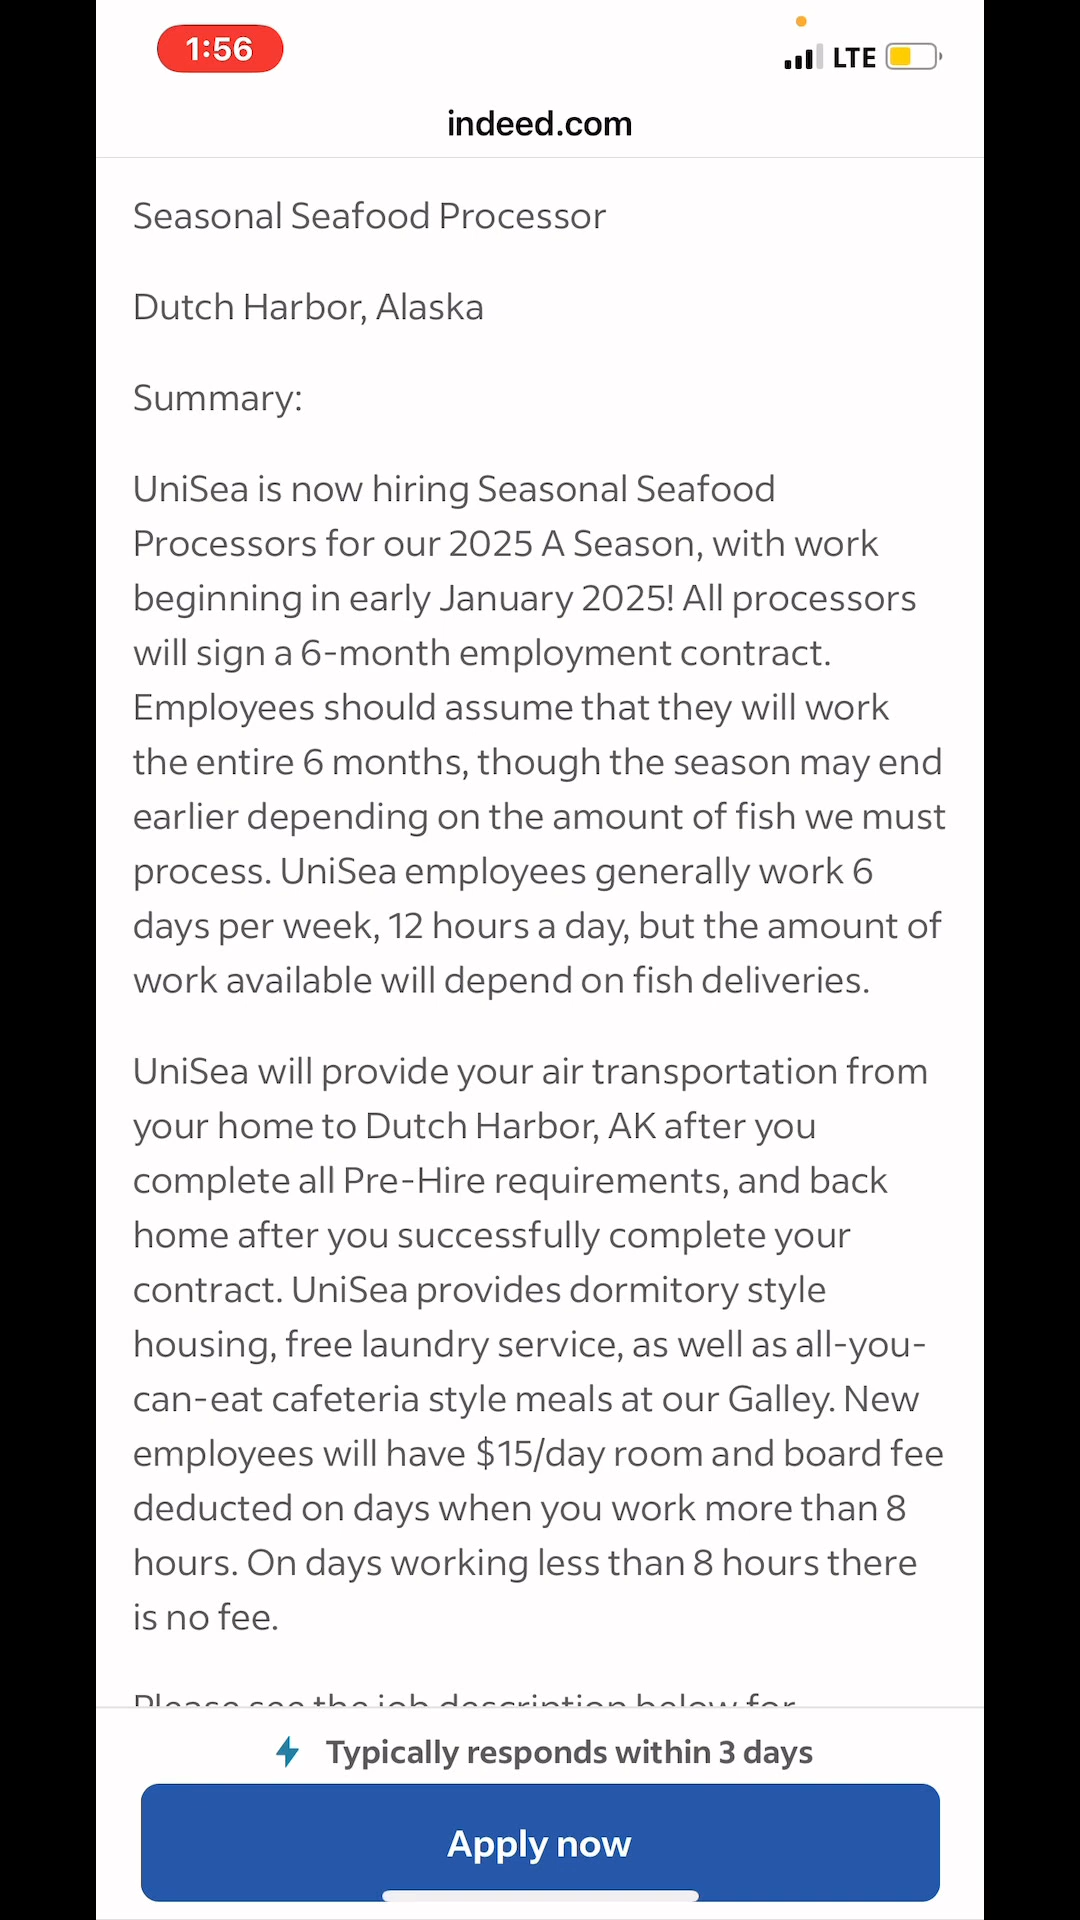 1:56
LTE
indeed.com
Seasonal Seafood Processor
Dutch Harbor, Alaska
Summary:
UniSea is now hiring Seasonal Seafood
Processors for our 2025 A Season, with work
beginning in early January 2025! All processors
will sign a 6-month employment contract.
Employees should assume that they will work
the entire 6 months, though the season may end
earlier depending on the amount of fish we must
process. UniSea employees generally work 6
days per week, 12 hours a day, but the amount of
work available will depend on fish deliveries.
UniSea will provide your air transportation from
your home to Dutch Harbor, AK after you
complete all Pre-Hire requirements, and back
home after you successfully complete your
contract. UniSea provides dormitory style
housing, free laundry service, as well as all-you-
can-eat cafeteria style meals at our Galley. New
employees will have $15/day room and board fee
deducted on days when you work more than 8
hours. On days working less than 8 hours there
is no fee.
Please see the job description below for
Typically responds within 3 days
Apply now